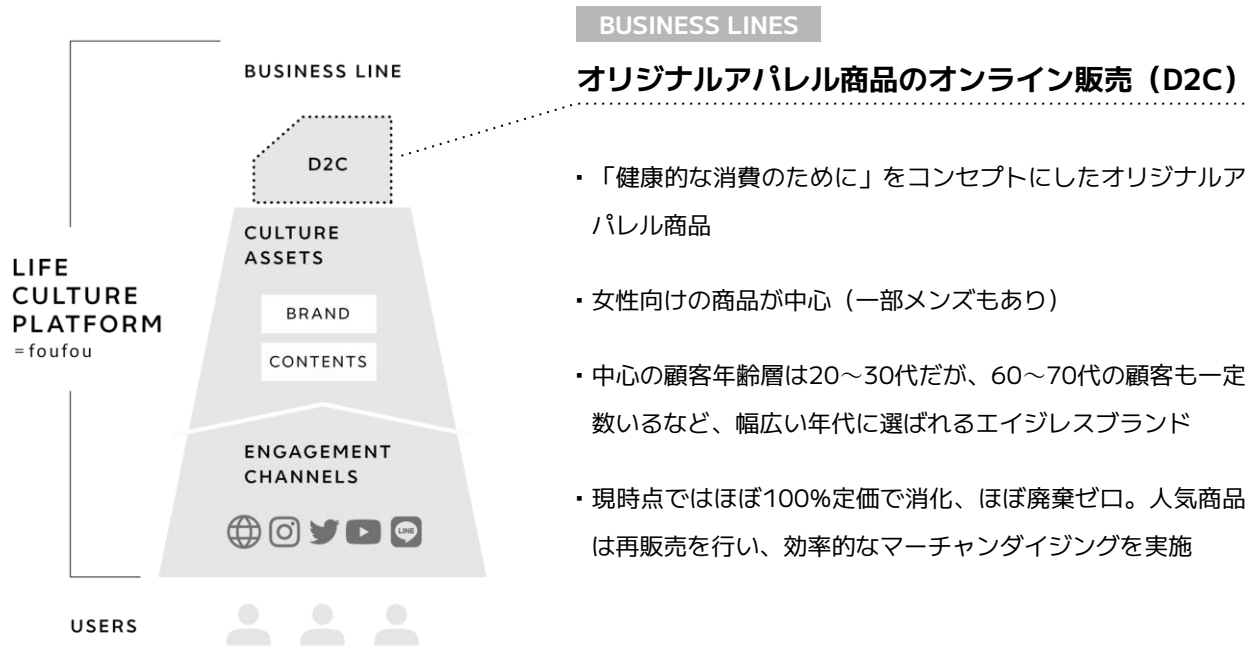 BUSINESS LINE
D2C
CULTURE
ASSETS
BRAND
CONTENTS
LIFE
CULTURE
PLATFORM
=foufou
ENGAGEMENT
CHANNELS
LINE
USERS
BUSINESS LINES
オリジナルアパレル商品のオンライン販売（D2C）
・「健康的な消費のために」をコンセプトにしたオリジナルア
パレル商品
・女性向けの商品が中心（一部メンズもあり）
・中心の顧客年齢層は20～30代だが、60～70代の顧客も一定
数いるなど、幅広い年代に選ばれるエイジレスブランド
・現時点ではほぼ100%定価で消化、ほぼ廃棄ゼロ。人気商品
は再販売を行い、効率的なマーチャンダイジングを実施